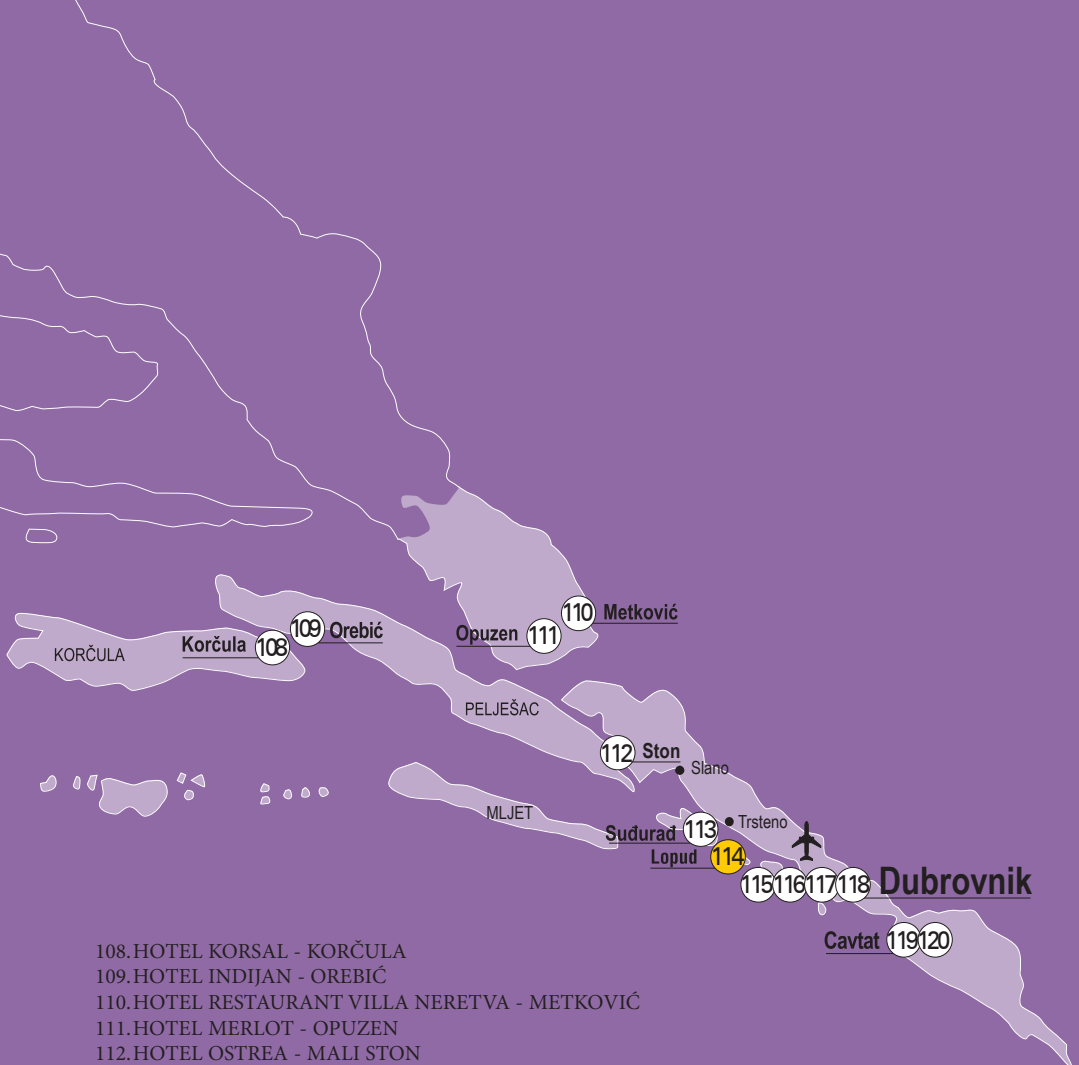 110 Metković
109 Orebić
Opuzen 111
Korčula 108
KORČULA
PELJEŠAC
112 Ston
Slano
MLJET
Trsteno
Suđurađ 113
Lopud 114
115 116 117 118 Dubrovnik
Cavtat 119 120
108. HOTEL KORSAL - KORČULA
109. HOTEL INDIJAN - OREBIĆ
110. HOTEL RESTAURANT VILLA NERETVA - METKOVIĆ
111. HOTEL MERLOT - OPUZEN
112. HOTEL OSTREA - MALI STON